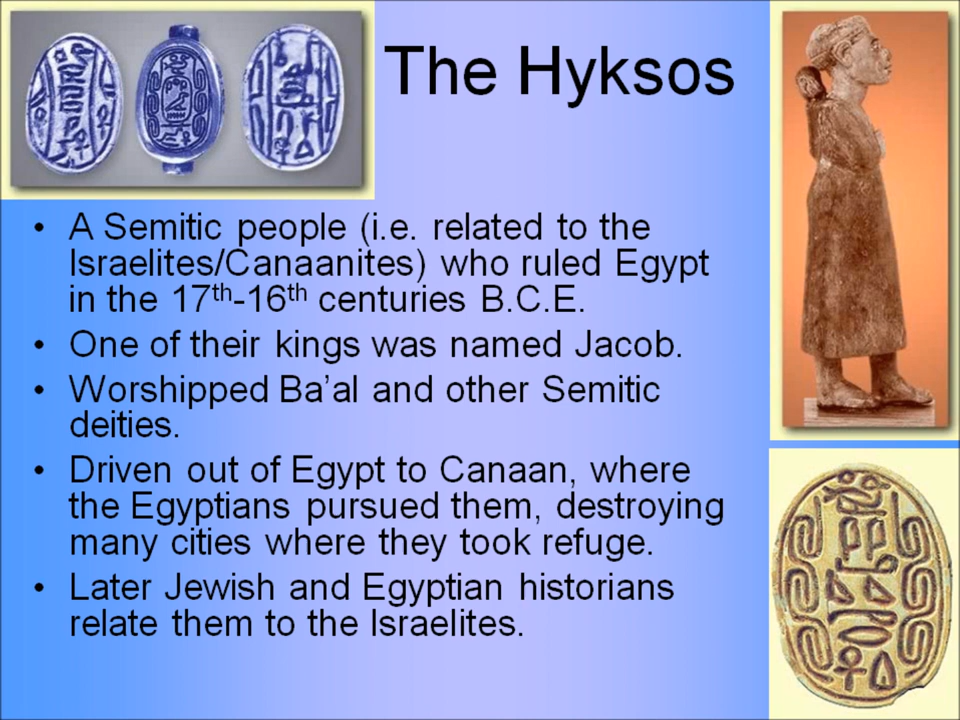 The Hyksos
• A Semitic people (i.e. related to the
Israelites/Canaanites) who ruled Egypt
in the 17th-16th centuries B.C.E.
• One of their kings was named Jacob.
• Worshipped Ba’al and other Semitic
deities.
• Driven out of Egypt to Canaan, where
the Egyptians pursued them, destroying
many cities where they took refuge.
• Later Jewish and Egyptian historians
relate them to the Israelites.